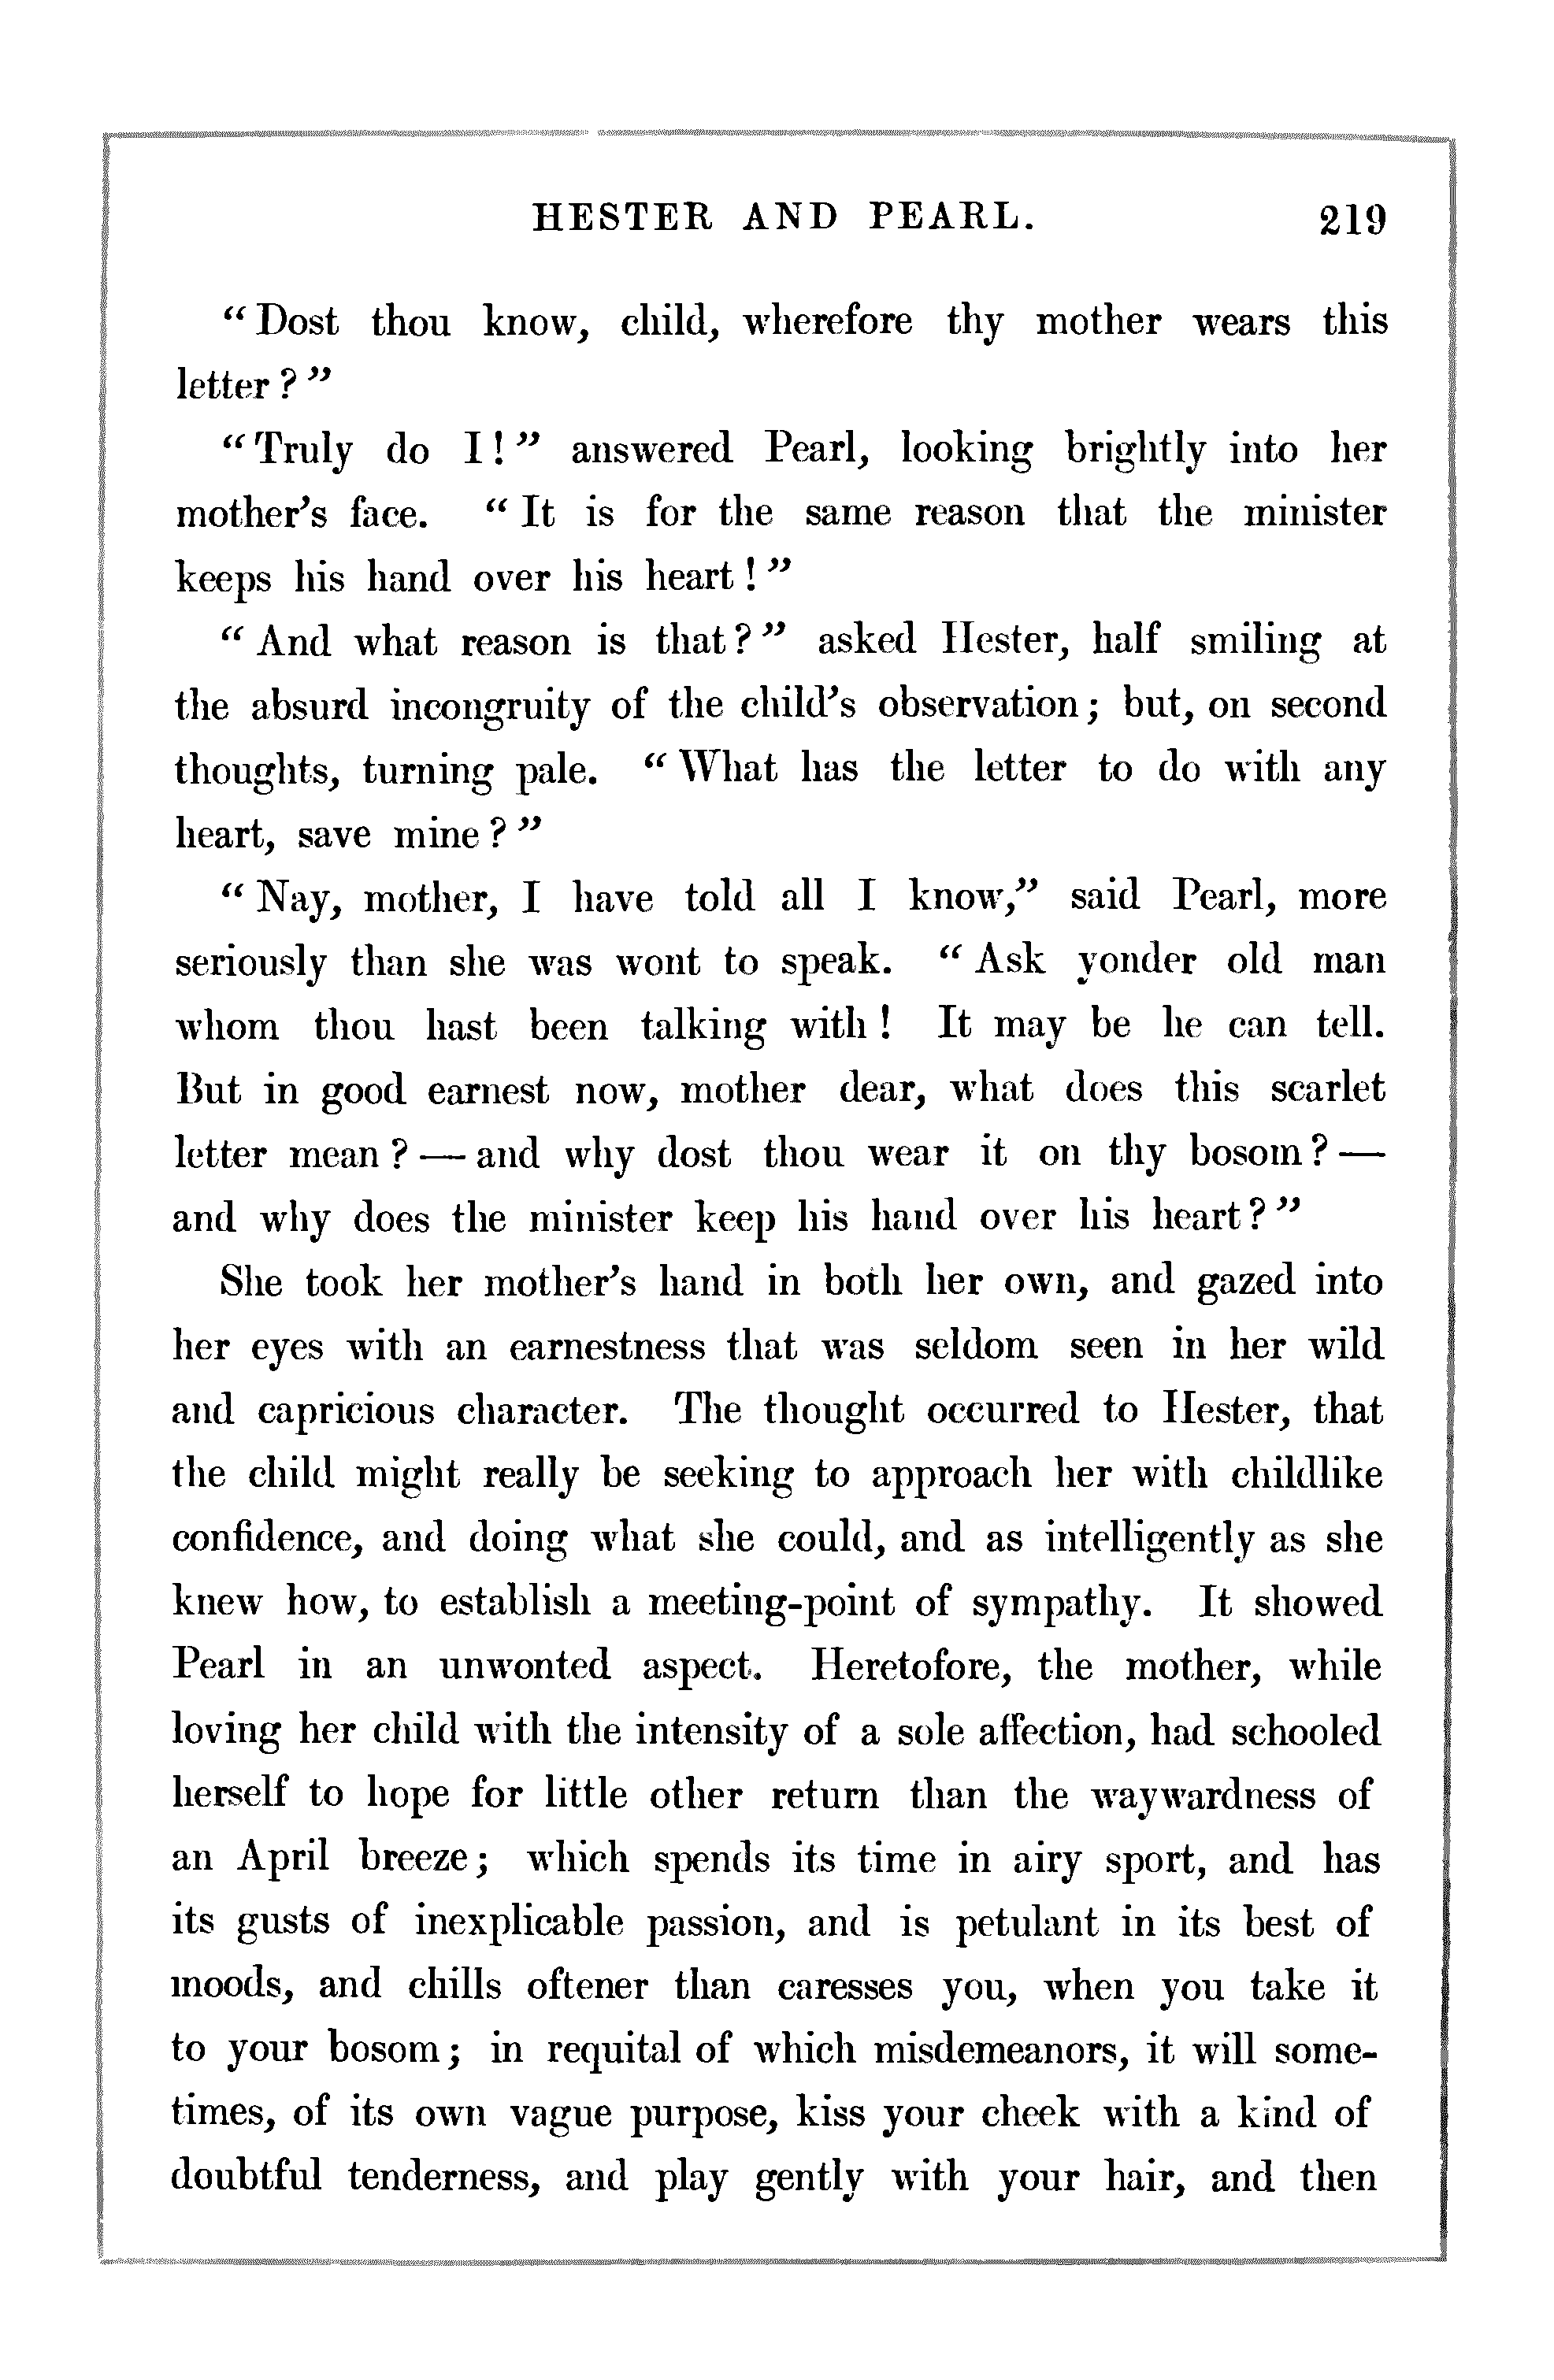 HESTER AND PEARL. 219
“Dost thou know, child, wherefore thy mother wears this
letter?”
“Truly do I!” answered Pearl, looking brightly into her
mother’s face. “It is for the same reason that the minister
keeps his hand over his heart!”
“And what reason is that?” asked Hester, half smiling at
the absurd incongruity of the child’s observation; but, on second
thoughts, turning pale. “What has the letter to do with any
heart, save mine?”
“Nay, mother, I have told all I know,” said Pearl, more
seriously than she was wont to speak. “Ask yonder old man
whom thou hast been talking with! It may be he can tell.
But in good earnest now, mother dear, what does this scarlet
letter mean?—and why dost thou wear it on thy bosom?—
and why does the minister keep his hand over his heart?”
She took her mother’s hand in both her own, and gazed into
her eyes with an earnestness that was seldom seen in her wild
and capricious character. The thought occurred to Hester, that
the child might really be seeking to approach her with childlike
confidence, and doing what she could, and as intelligently as she
knew how, to establish a meeting-point of sympathy. It showed
Pearl in an unwonted aspect. Heretofore, the mother, while
loving her child with the intensity of a sole affection, had schooled
herself to hope for little other return than the waywardness of
an April breeze; which spends its time in airy sport, and has
its gusts of inexplicable passion, and is petulant in its best of
moods, and chills oftener than caresses you, when you take it
to your bosom; in requital of which misdemeanors, it will some-
times, of its own vague purpose, kiss your cheek with a kind of
doubtful tenderness, and play gently with your hair, and then